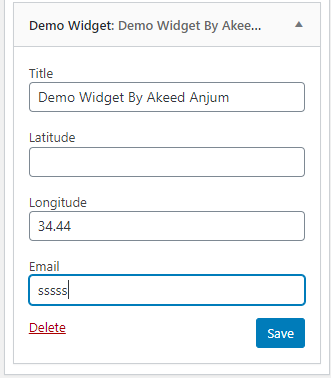 Demo Widget: Demo Widget By Akee...
Title
Demo Widget By Akeed Anjum
Latitude
Longitude
34.44
Email
sssss
Delete Save